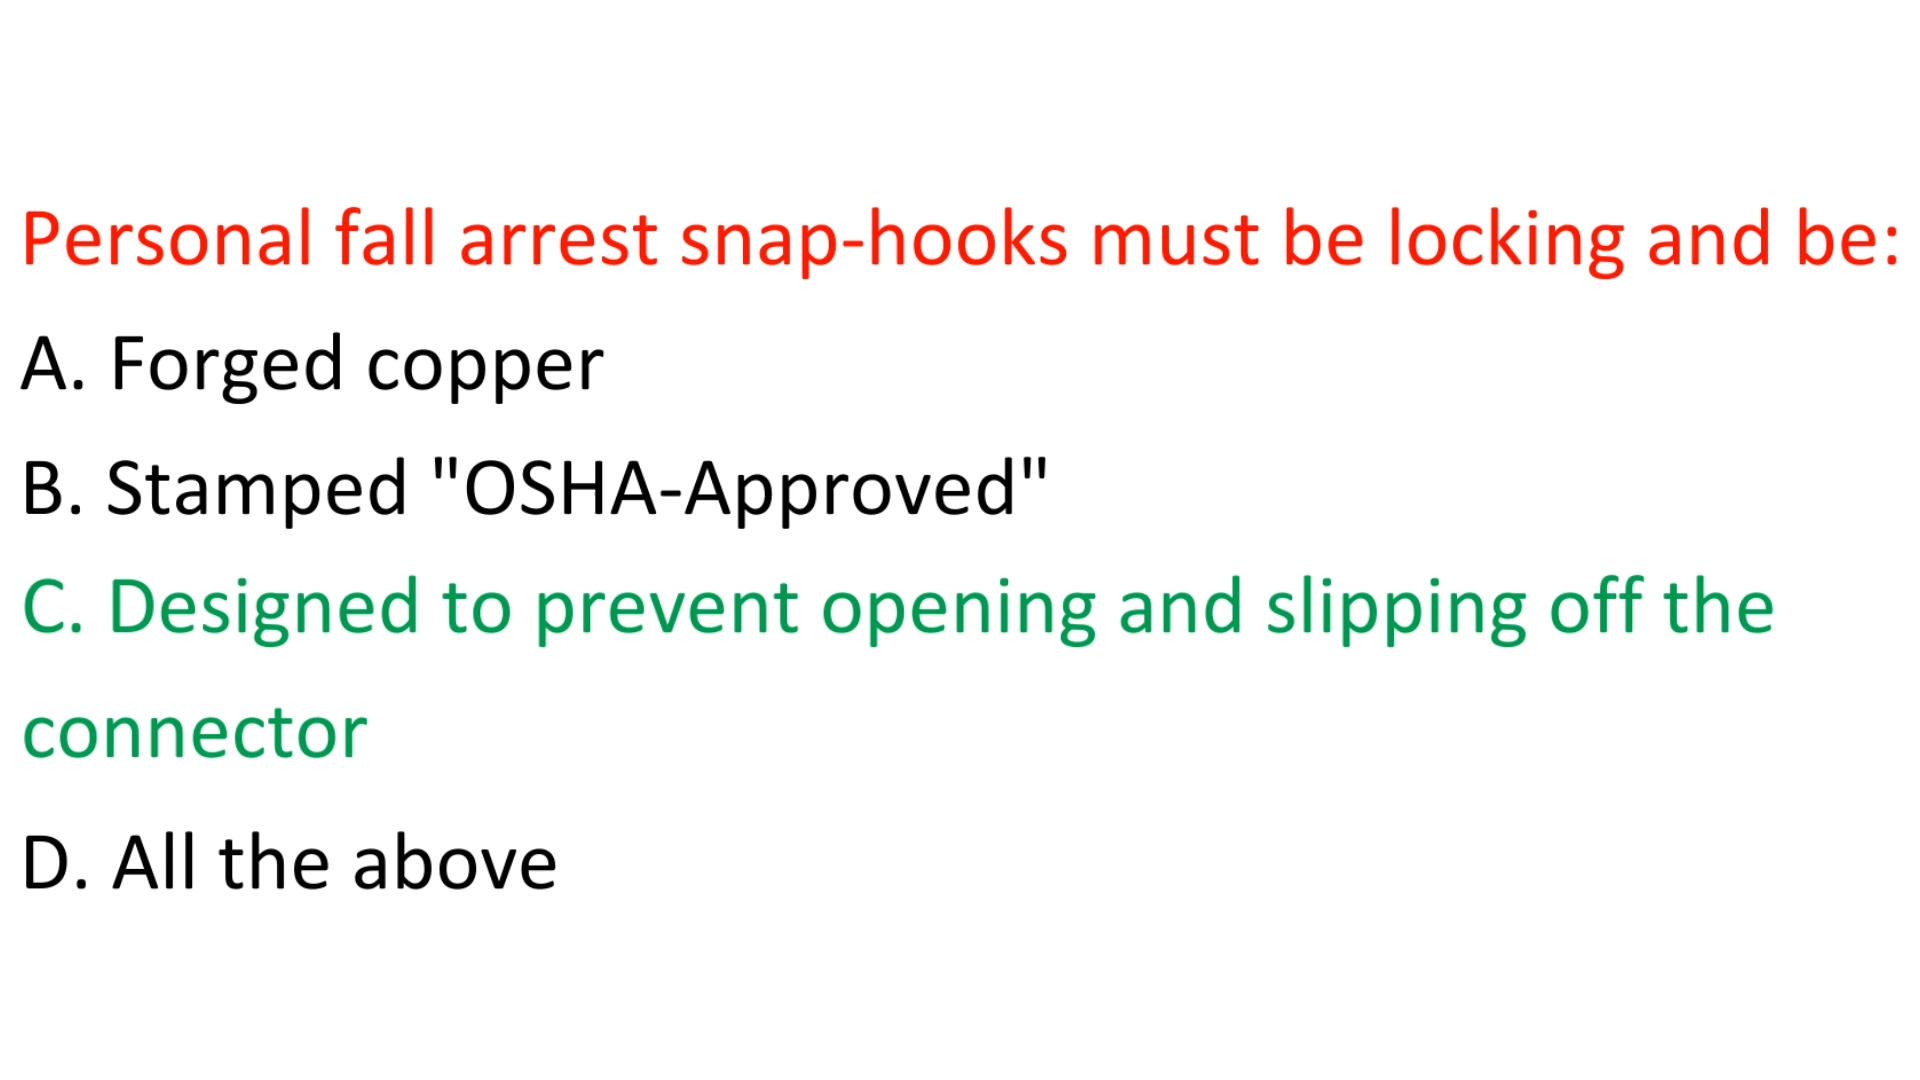 Personal fall arrest snap-hooks must be locking and be:
A. Forged copper
B. Stamped "OSHA-Approved"
C. Designed to prevent opening and slipping off the
connector
D. All the above